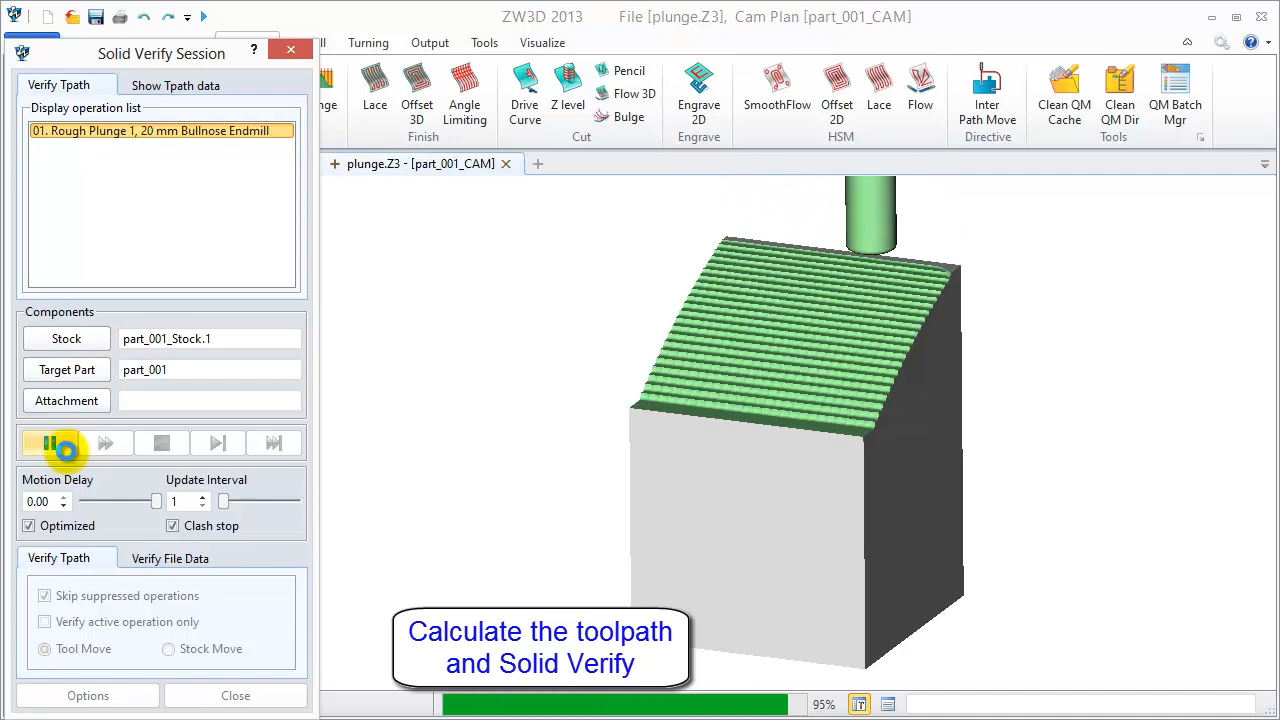 ZW3D 2013 File [plunge.Z3], Cam Plan [part_001_CAM]
Solid Verify Session ?
ll Turning Output Tools Visualize
Verify Tpath Show Tpath data
Display operation list
01. Rough Plunge 1, 20 mm Bullnose Endmill
nge Lace Offset 3D Angle Limiting
Finish
Drive Curve Z level Pencil Flow 3D Bulge
Cut
Engrave 2D
Engrave
SmoothFlow Offset 2D Lace Flow
HSM
Inter Path Move
Directive
Clean QM Cache Clean QM Dir QM Batch Mgr
Tools
plunge.Z3 - [part_001_CAM]
Components
Stock part_001_Stock.1
Target Part part_001
Attachment
Motion Delay Update Interval
0.00 1
Optimized Clash stop
Verify Tpath Verify File Data
Skip suppressed operations
Verify active operation only
Tool Move Stock Move
Options Close
Calculate the toolpath
and Solid Verify
95%